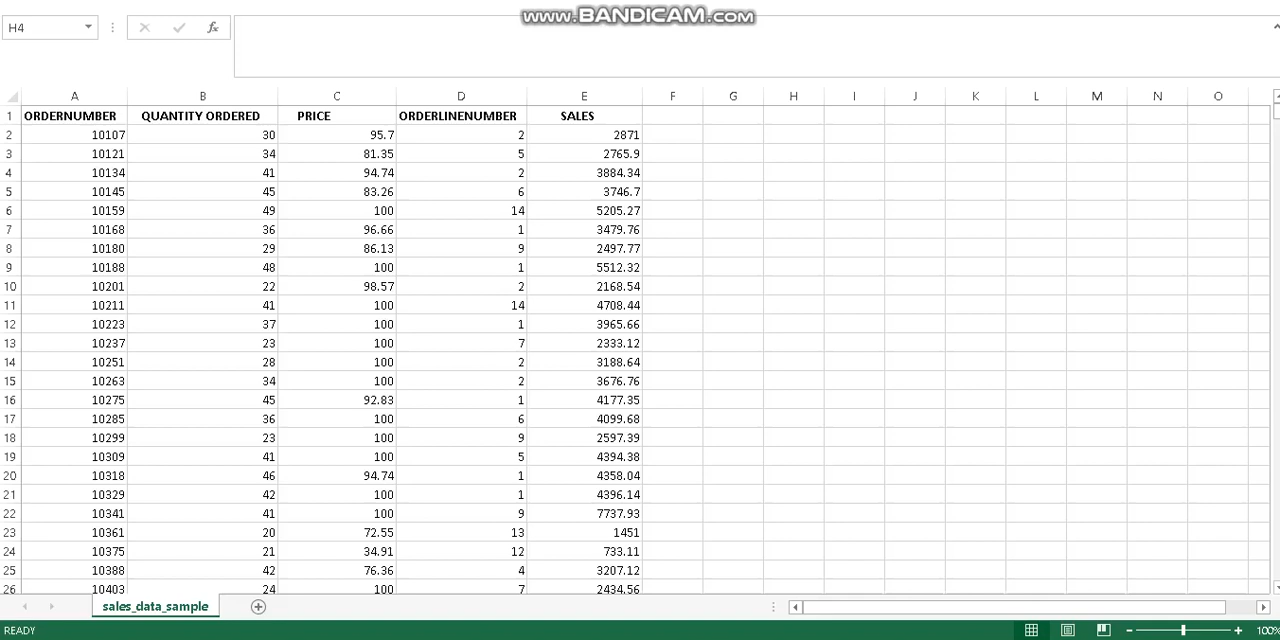 www.BANDICAM.com
H4
fx
A B C D E F G H I J K L M N O
1 ORDERNUMBER QUANTITY ORDERED PRICE ORDERLINENUMBER SALES
2 10107 30 95.7 2 2871
3 10121 34 81.35 5 2765.9
4 10134 41 94.74 2 3884.34
5 10145 45 83.26 6 3746.7
6 10159 49 100 14 5205.27
7 10168 36 96.66 1 3479.76
8 10180 29 86.13 9 2497.77
9 10188 48 100 1 5512.32
10 10201 22 98.57 2 2168.54
11 10211 41 100 14 4708.44
12 10223 37 100 1 3965.66
13 10237 23 100 7 2333.12
14 10251 28 100 2 3188.64
15 10263 34 100 2 3676.76
16 10275 45 92.83 1 4177.35
17 10285 36 100 6 4099.68
18 10299 23 100 9 2597.39
19 10309 41 100 5 4394.38
20 10318 46 94.74 1 4358.04
21 10329 42 100 1 4396.14
22 10341 41 100 9 7737.93
23 10361 20 72.55 13 1451
24 10375 21 34.91 12 733.11
25 10388 42 76.36 4 3207.12
26 10403 24 100 7 2434.56
sales_data_sample
READY 100%